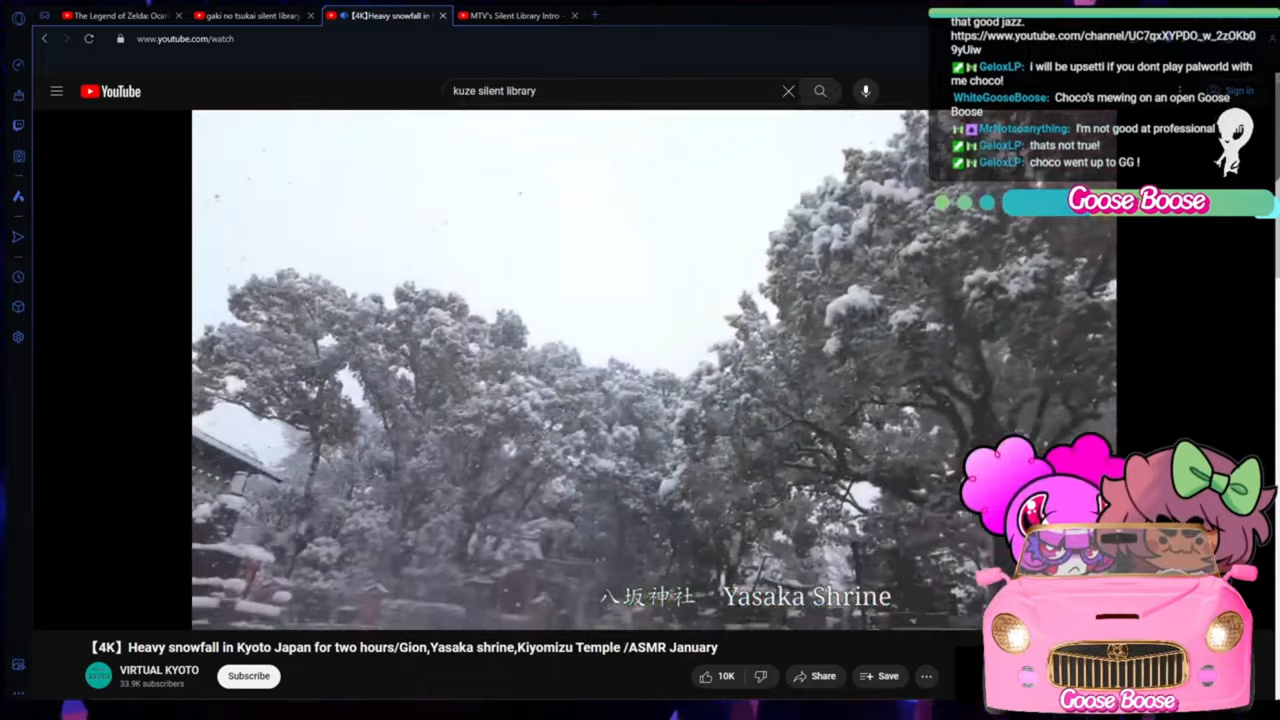 The Legend of Zelda: Ocari
gaki no tsukai silent library
【4K】Heavy snowfall in
MTV's Silent Library Intro -
www.youtube.com/watch
YouTube
kuze silent library
Sign in
that good jazz.
https://www.youtube.com/channel/UC7qxXYPDO_w_2zOKb0
9yUiw
GeloxLP: i will be upsetti if you dont play palworld with
me choco!
WhiteGooseBoose: Choco's mewing on an open Goose
Boose
MrNotsoanything: I'm not good at professional
GeloxLP: thats not true!
GeloxLP: choco went up to GG !
Goose Boose
八坂神社 Yasaka Shrine
【4K】Heavy snowfall in Kyoto Japan for two hours/Gion,Yasaka shrine,Kiyomizu Temple /ASMR January
VIRTUAL KYOTO
33.9K subscribers
Subscribe
10K
Share
Save
Goose Boose